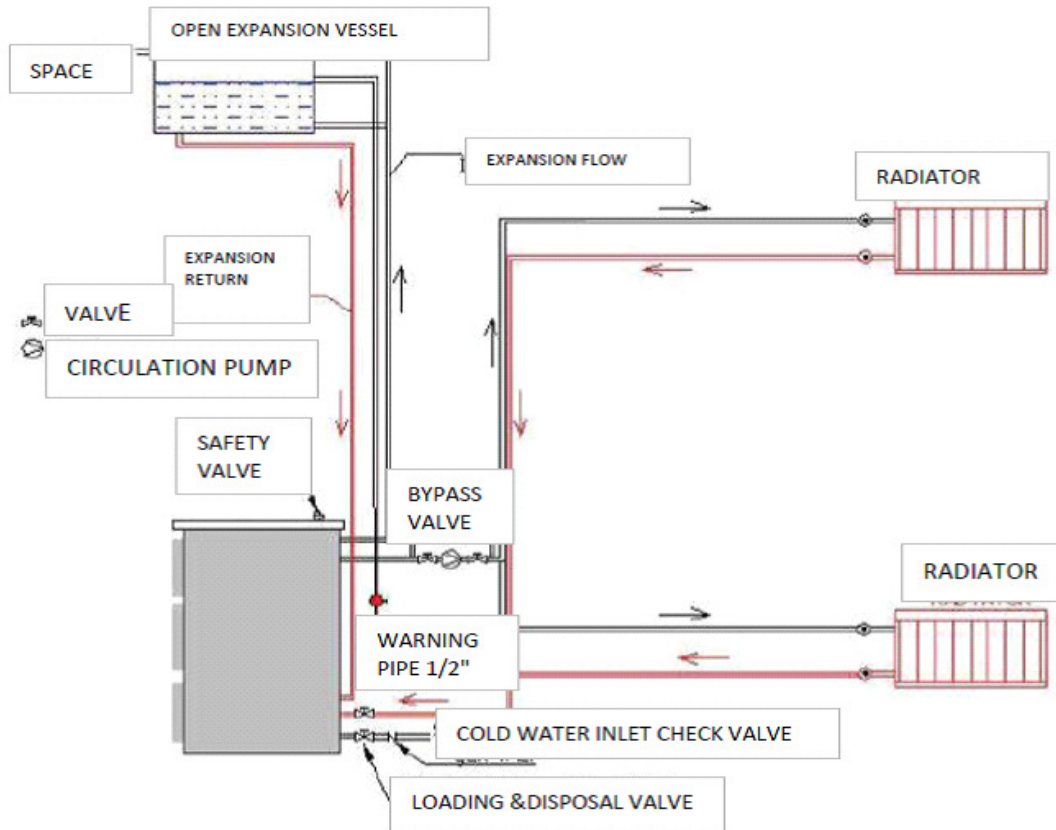 OPEN EXPANSION VESSEL
SPACE
EXPANSION FLOW
RADIATOR
EXPANSION
RETURN
VALVE
CIRCULATION PUMP
SAFETY
VALVE
BYPASS
VALVE
RADIATOR
WARNING
PIPE 1/2"
COLD WATER INLET CHECK VALVE
LOADING &DISPOSAL VALVE